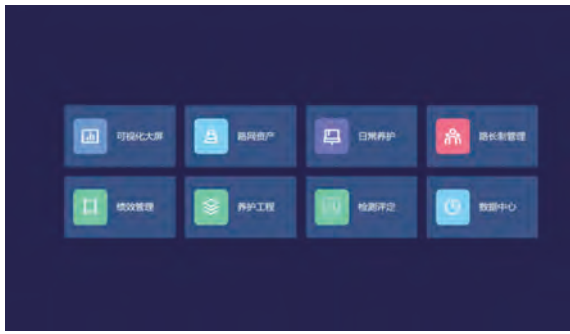 可视化大屏
路网资产
日常养护
路长制管理
绩效管理
养护工程
检测评定
数据中心